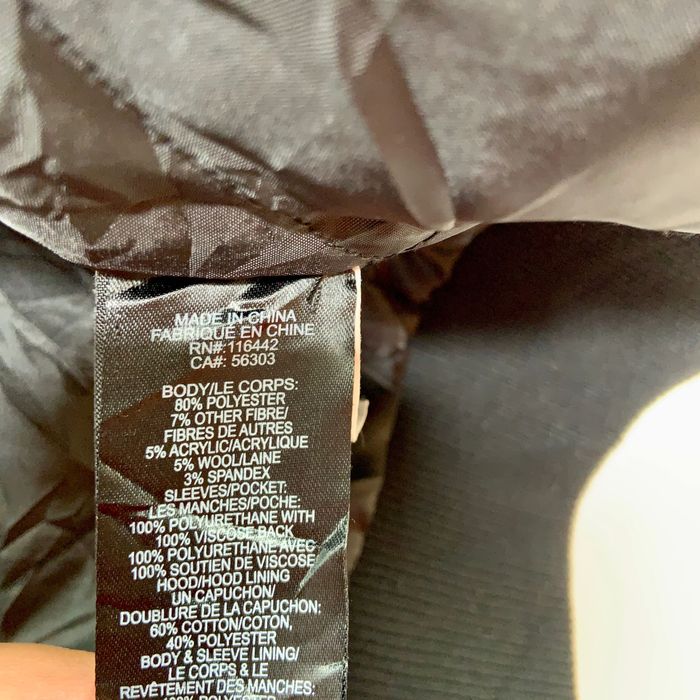 MADE IN CHINA
FABRIQUÉ EN CHINE
RN#: 116442
CA#: 56303
BODY/LE CORPS:
80% POLYESTER
7% OTHER FIBRE/
FIBRES DE AUTRES
5% ACRYLIC/ACRYLIQUE
5% WOOL/LAINE
3% SPANDEX
SLEEVES/POCKET:
LES MANCHES/POCHE:
100% POLYURETHANE WITH
100% VISCOSE BACK
100% POLYURETHANE AVEC
100% SOUTIEN DE VISCOSE
HOOD/HOOD LINING
UN CAPUCHON/
DOUBLURE DE LA CAPUCHON:
60% COTTON/COTON,
40% POLYESTER
BODY & SLEEVE LINING/
LE CORPS & LE
REVÊTEMENT DES MANCHES:
100% POLYESTER